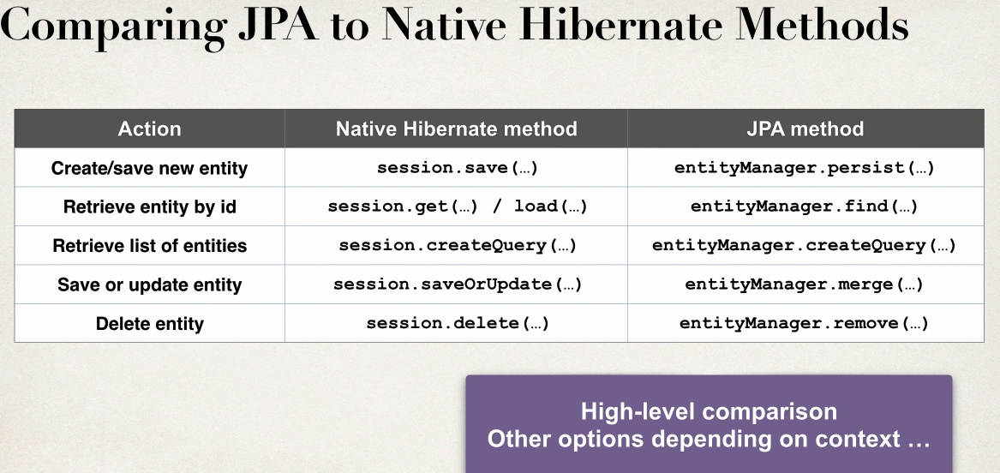 Comparing JPA to Native Hibernate Methods
Action Native Hibernate method JPA method
Create/save new entity session.save(…) entityManager.persist(…)
Retrieve entity by id session.get(…) / load(…) entityManager.find(…)
Retrieve list of entities session.createQuery(…) entityManager.createQuery(…)
Save or update entity session.saveOrUpdate(…) entityManager.merge(…)
Delete entity session.delete(…) entityManager.remove(…)
High-level comparison
Other options depending on context …